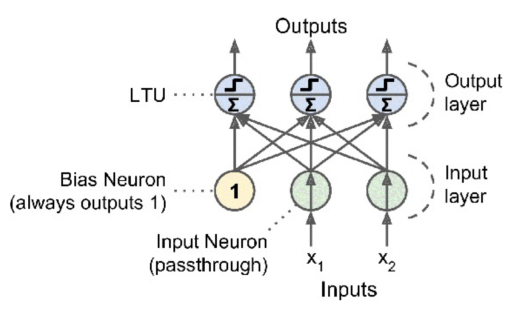 Outputs
LTU
Σ
Σ
Σ
Output
layer
Bias Neuron
(always outputs 1)
1
Input
layer
Input Neuron
(passthrough)
x₁
x₂
Inputs